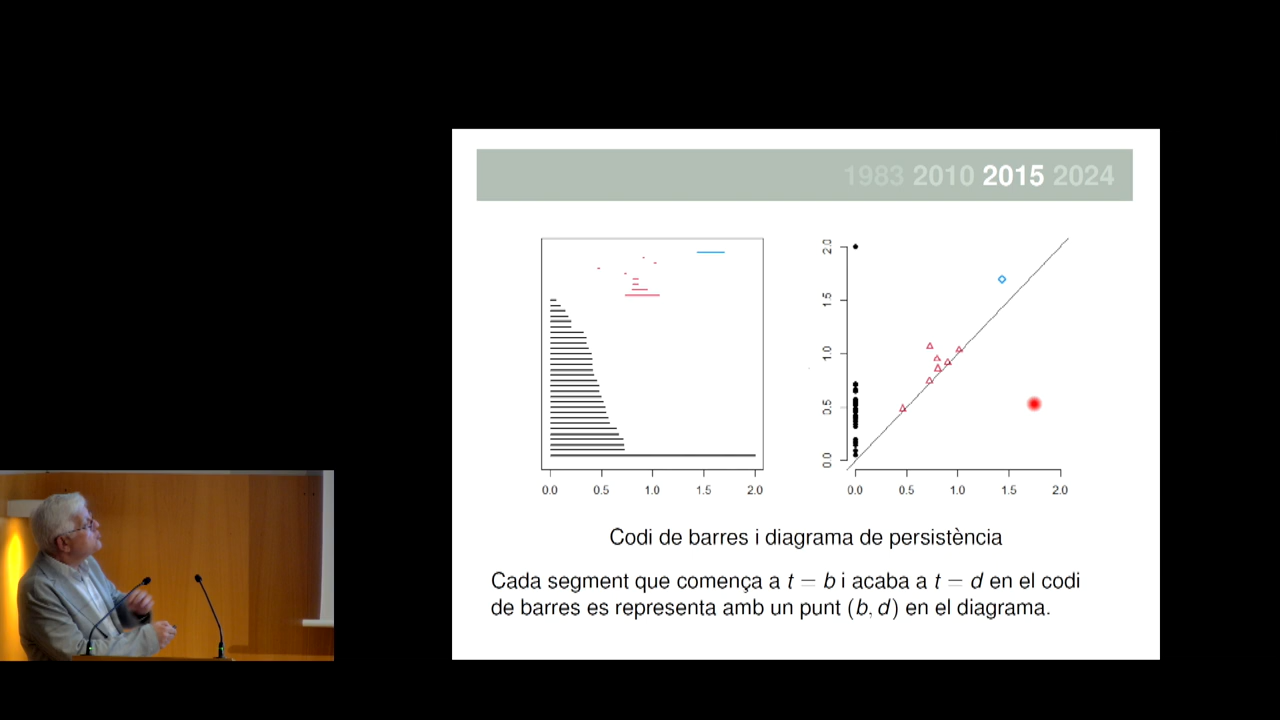 1983 2010 2015 2024
2.0
1.5
1.0
0.5
0.0
0.0 0.5 1.0 1.5 2.0
0.0 0.5 1.0 1.5 2.0
Codi de barres i diagrama de persistència
Cada segment que comença a t = b i acaba a t = d en el codi
de barres es representa amb un punt (b, d) en el diagrama.